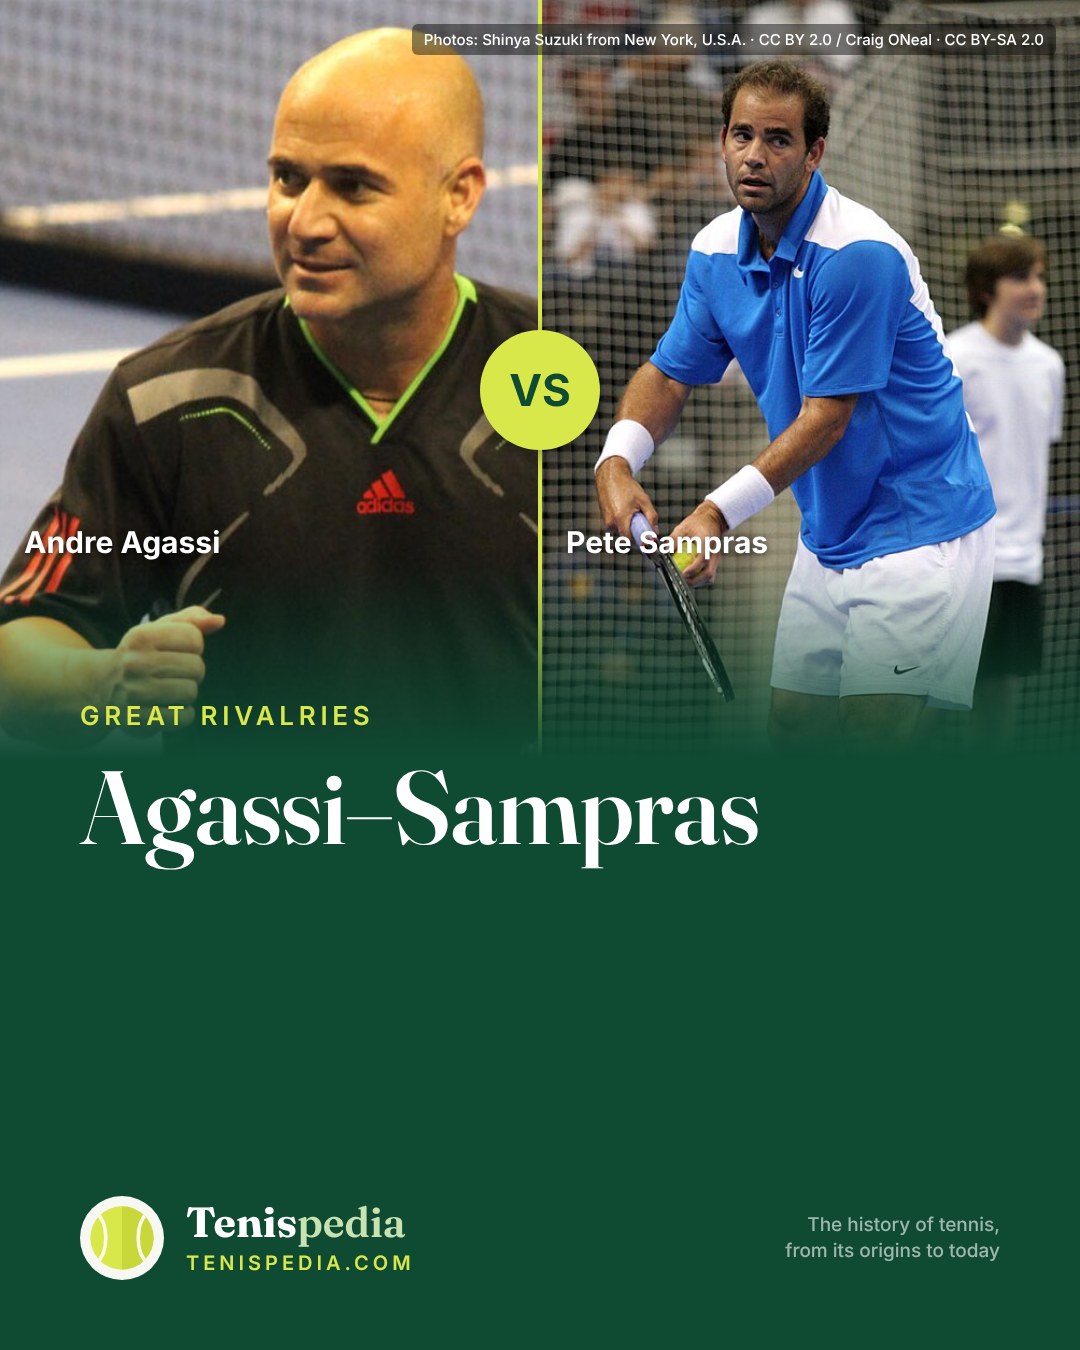 Photos: Shinya Suzuki from New York, U.S.A. · CC BY 2.0 / Craig ONeal · CC BY-SA 2.0
VS
adidas
Andre Agassi
Pete Sampras
GREAT RIVALRIES
Agassi–Sampras
Tenispedia
TENISPEDIA.COM
The history of tennis,
from its origins to today